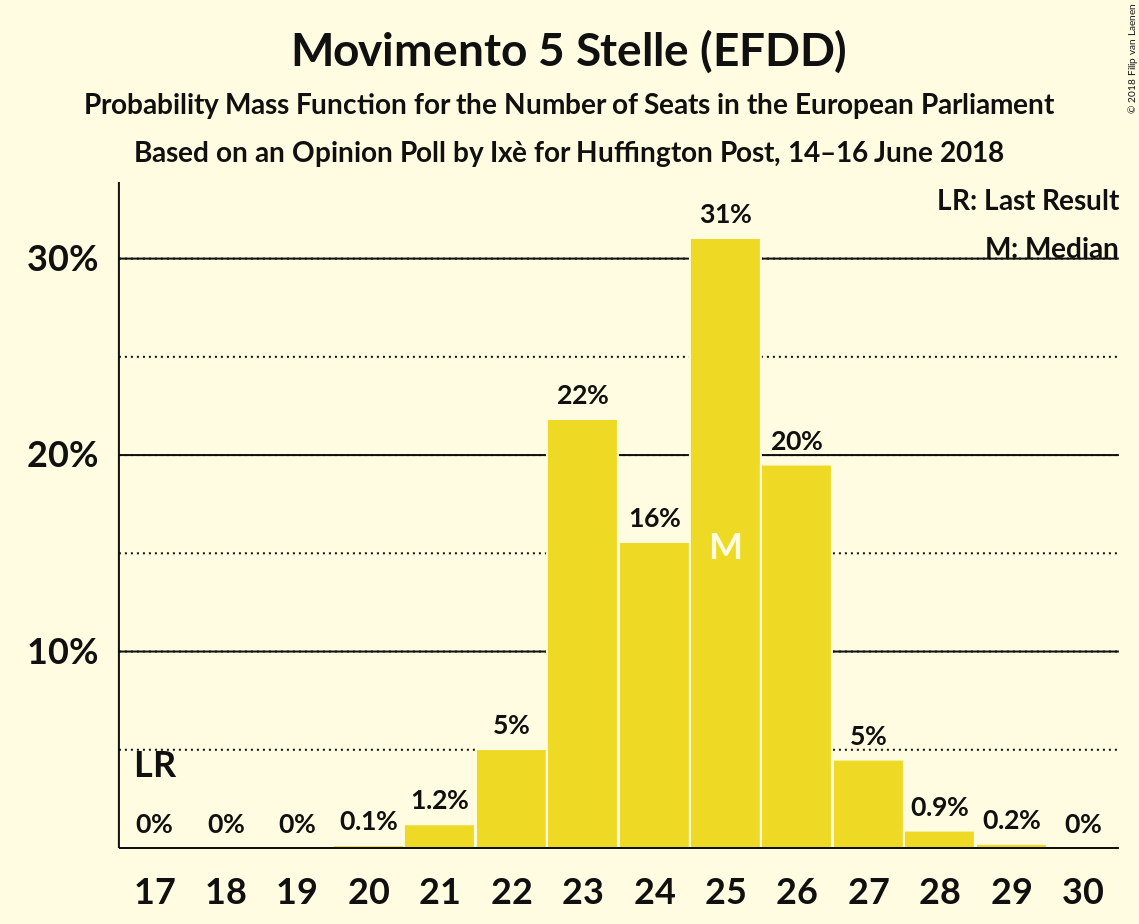 Movimento 5 Stelle (EFDD)
Probability Mass Function for the Number of Seats in the European Parliament
Based on an Opinion Poll by Ixè for Huffington Post, 14–16 June 2018
© 2018 Filip van Laenen
LR: Last Result
M: Median
31%
30%
22%
20%
20%
16%
M
10%
5%
5%
LR
1.2%
0.9%
0%
0%
0%
0.1%
0.2%
0%
17 18 19 20 21 22 23 24 25 26 27 28 29 30